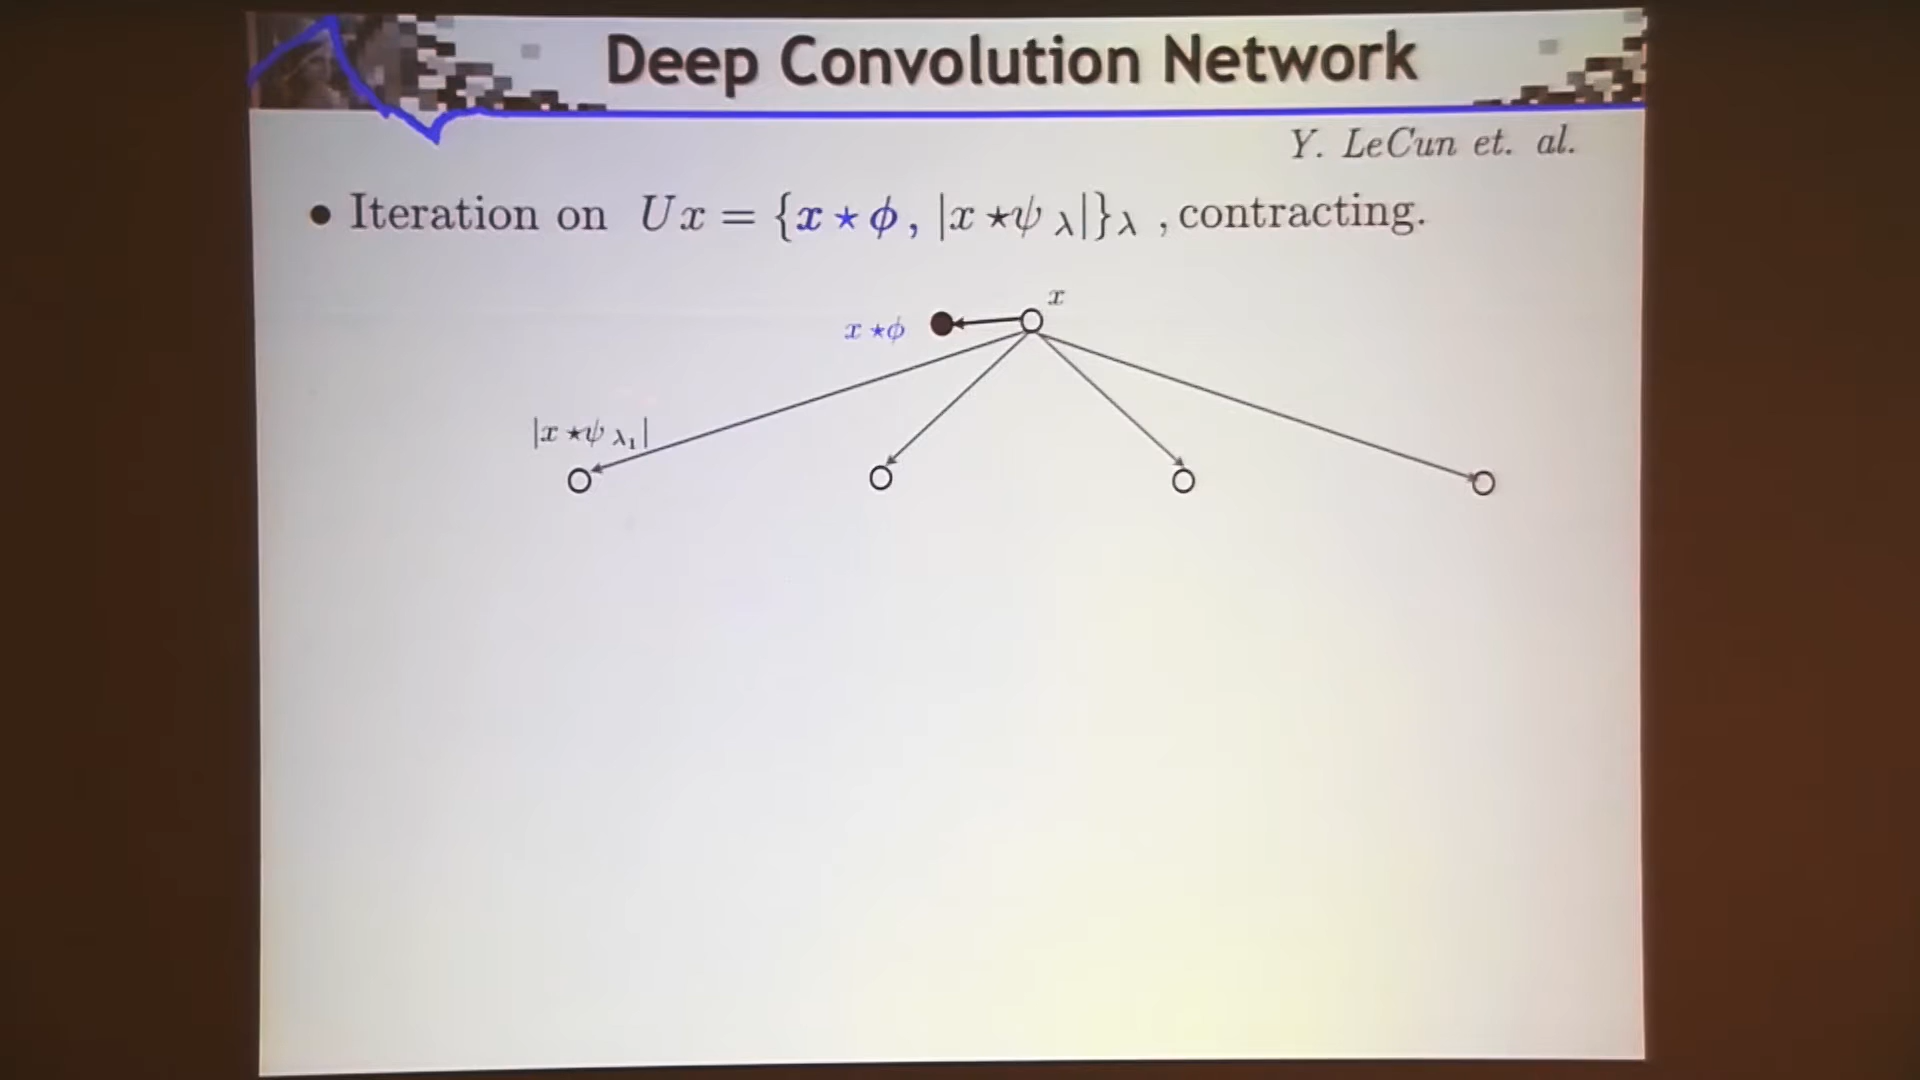 Deep Convolution Network
Y. LeCun et. al.
• Iteration on Ux = {x ⋆ ϕ, |x ⋆ψ λ|}λ , contracting.
x
x ⋆ϕ
|x ⋆ψ λ₁|